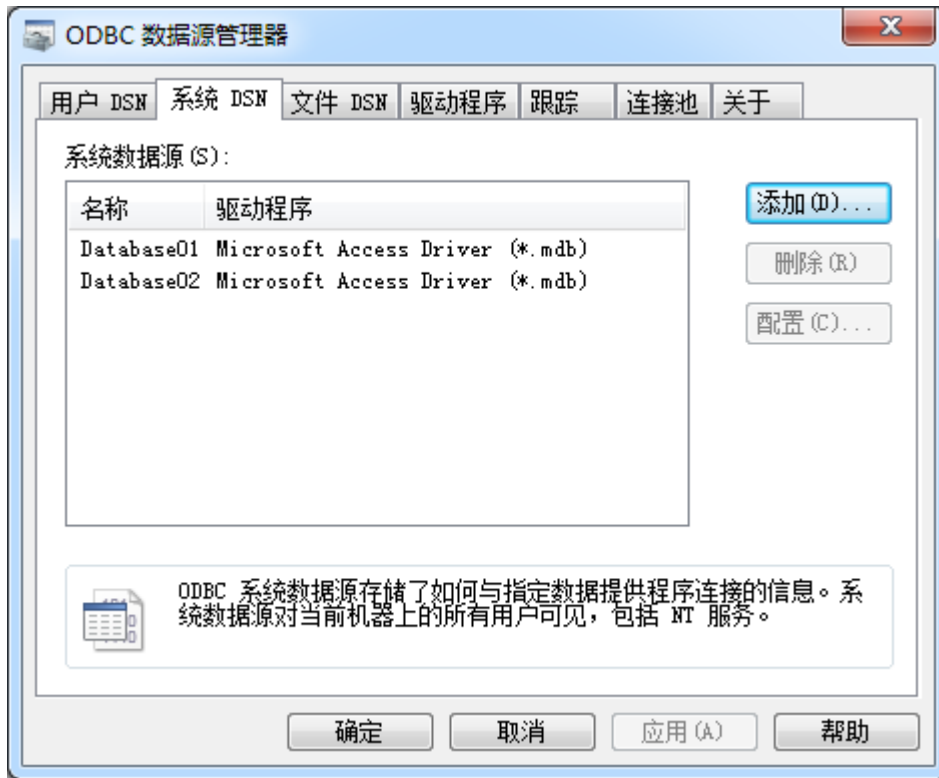 ODBC 数据源管理器
用户 DSN 系统 DSN 文件 DSN 驱动程序 跟踪 连接池 关于
系统数据源(S):
名称 驱动程序
添加(D)...
Database01 Microsoft Access Driver (*.mdb)
Database02 Microsoft Access Driver (*.mdb)
删除(R)
配置(C)...
ODBC 系统数据源存储了如何与指定数据提供程序连接的信息。系
统数据源对当前机器上的所有用户可见，包括 NT 服务。
确定 取消 应用(A) 帮助